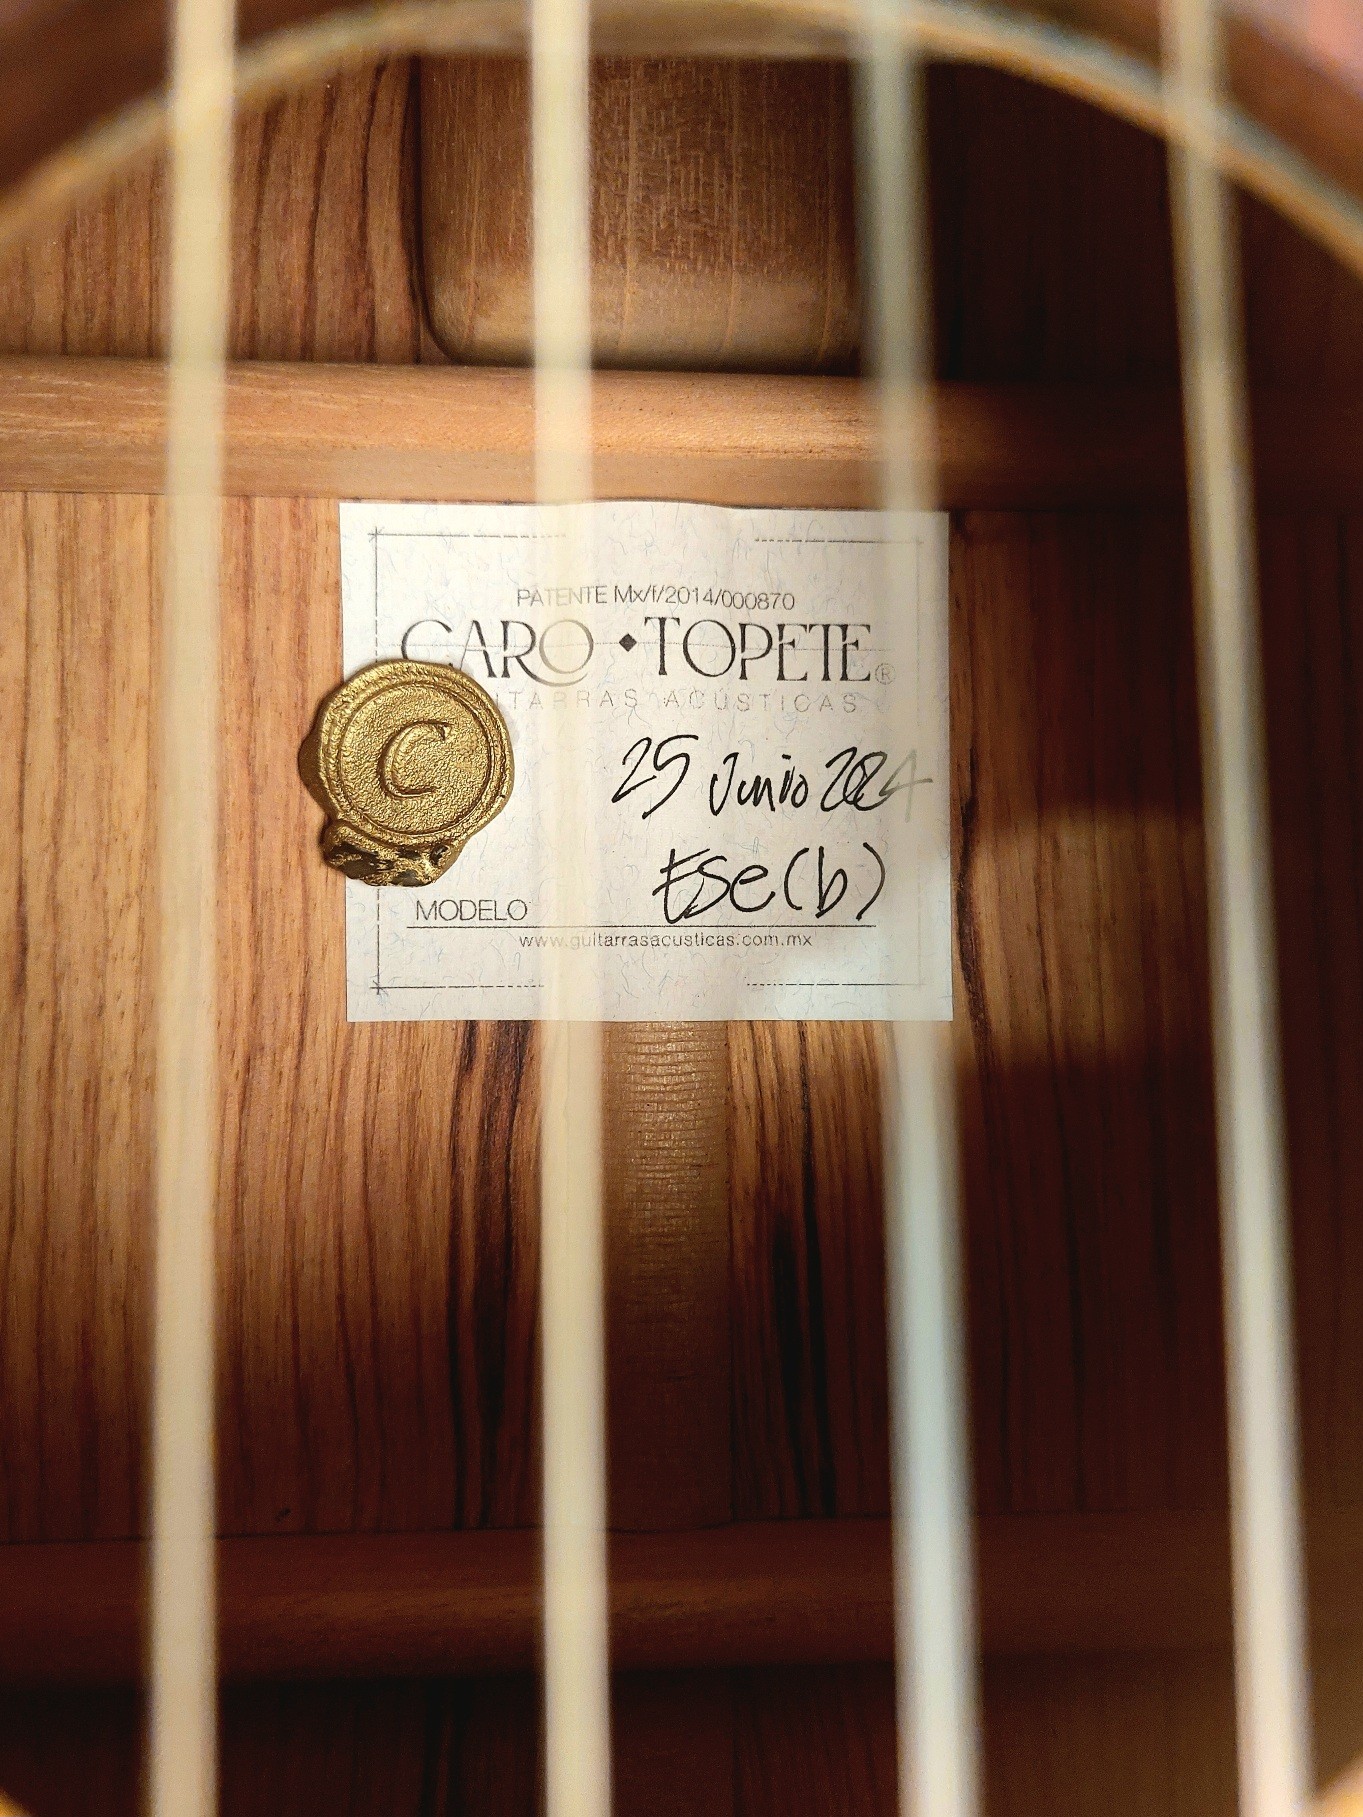 PATENTE Mx/f/2014/000870
CARO • TOPETE ®
GUITARRAS ACÚSTICAS
C
25 Junio 2024
Ese(b)
MODELO
www.guitarrasacusticas.com.mx